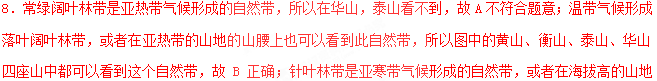 8．常绿阔叶林带是亚热带气候形成的自然带，所以在华山，泰山看不到，故 A 不符合题意；温带气候形成
落叶阔叶林带，或者在亚热带的山地的山腰上也可以看到此自然带，所以图中的黄山、衡山、泰山、华山
四座山中都可以看到这个自然带，故 B 正确；针叶林带是亚寒带气候形成的自然带，或者在海拔高的山地